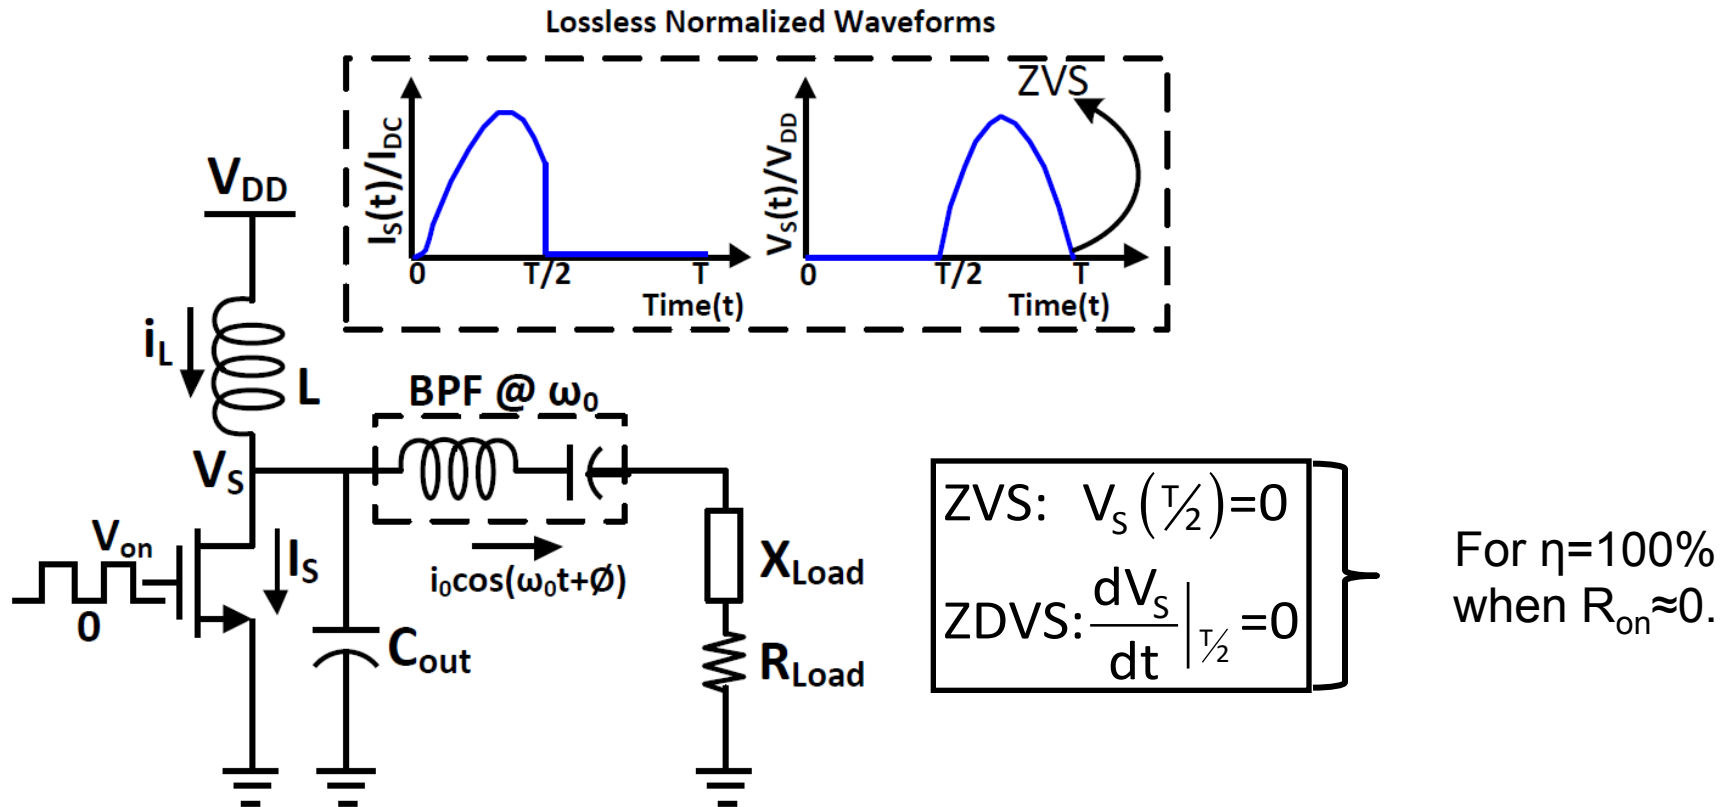 Lossless Normalized Waveforms
I_S(t)/I_DC
0
T/2
T
Time(t)
V_S(t)/V_DD
ZVS
0
T/2
T
Time(t)
V_DD
i_L
L
BPF @ ω_0
V_S
V_on
0
I_S
i_0cos(ω_0t+Ø)
C_out
X_Load
R_Load
ZVS: V_S(T/2)=0
ZDVS: dV_S/dt |_T/2 =0
For η=100%
when R_on≈0.